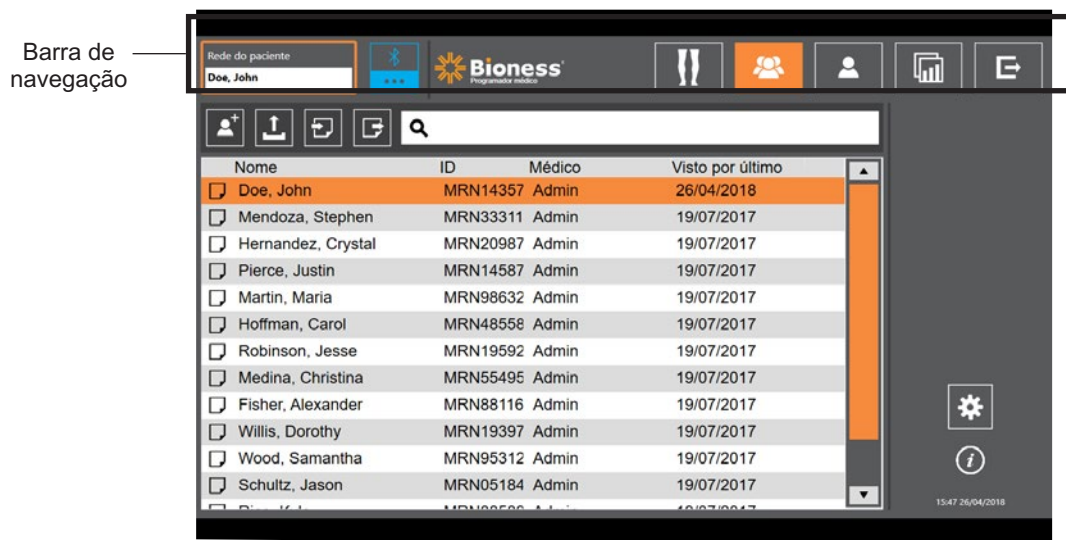 Barra de
navegação
Rede do paciente
Doe, John
Bioness
Programador médico
Nome ID Médico Visto por último
Doe, John MRN14357 Admin 26/04/2018
Mendoza, Stephen MRN33311 Admin 19/07/2017
Hernandez, Crystal MRN20987 Admin 19/07/2017
Pierce, Justin MRN14587 Admin 19/07/2017
Martin, Maria MRN98632 Admin 19/07/2017
Hoffman, Carol MRN48558 Admin 19/07/2017
Robinson, Jesse MRN19592 Admin 19/07/2017
Medina, Christina MRN55495 Admin 19/07/2017
Fisher, Alexander MRN88116 Admin 19/07/2017
Willis, Dorothy MRN19397 Admin 19/07/2017
Wood, Samantha MRN95312 Admin 19/07/2017
Schultz, Jason MRN05184 Admin 19/07/2017
15:47 26/04/2018